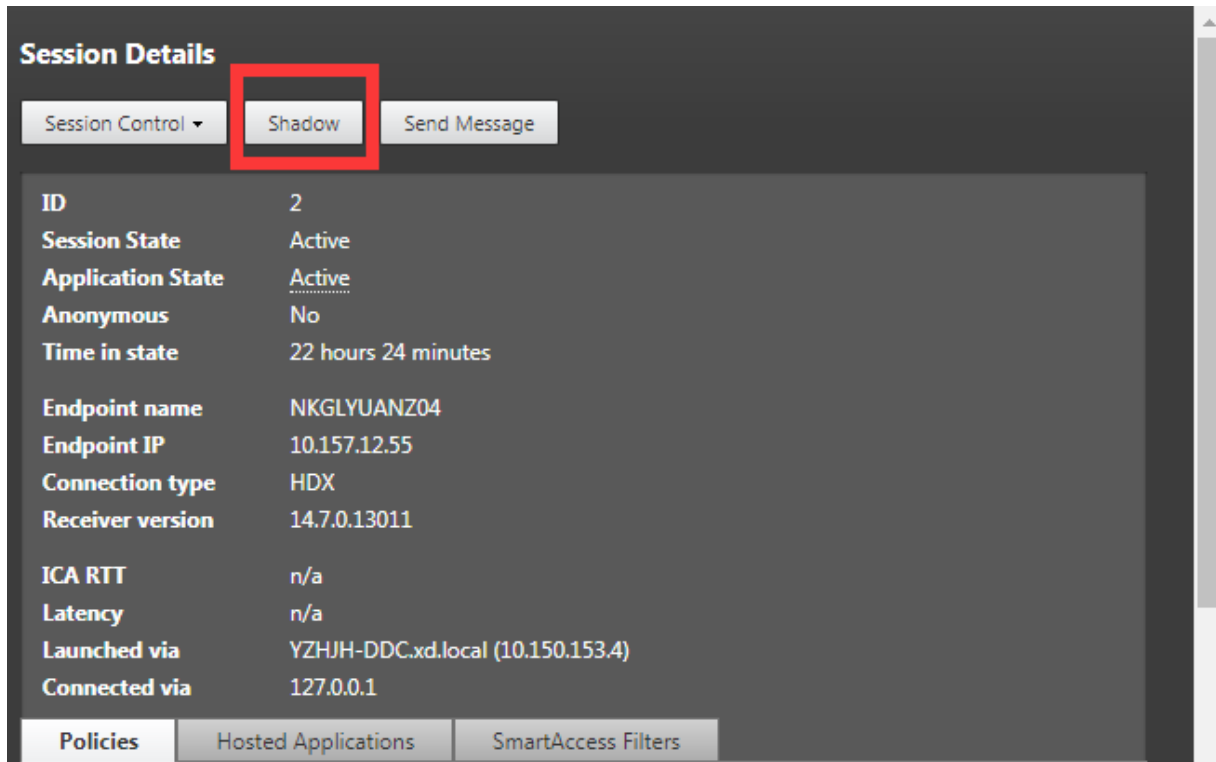 Session Details
Session Control Shadow Send Message
ID 2
Session State Active
Application State Active
Anonymous No
Time in state 22 hours 24 minutes
Endpoint name NKGLYUANZ04
Endpoint IP 10.157.12.55
Connection type HDX
Receiver version 14.7.0.13011
ICA RTT n/a
Latency n/a
Launched via YZHJH-DDC.xd.local (10.150.153.4)
Connected via 127.0.0.1
Policies Hosted Applications SmartAccess Filters